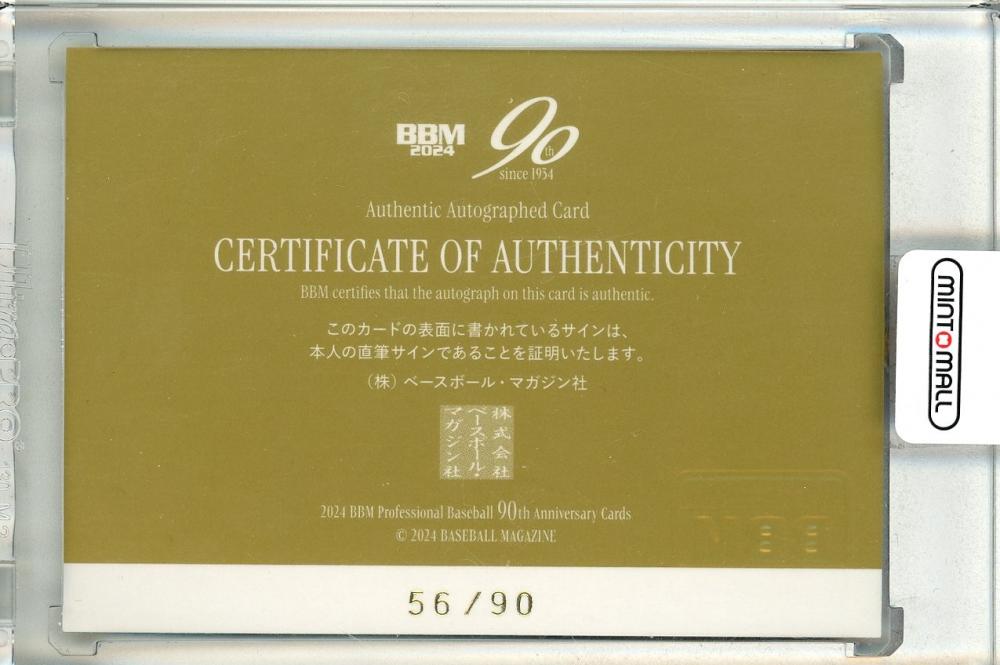 BBM
2024
90th
since 1934
Authentic Autographed Card
CERTIFICATE OF AUTHENTICITY
BBM certifies that the autograph on this card is authentic.
このカードの表面に書かれているサインは、
本人の直筆サインであることを証明いたします。
(株) ベースボール・マガジン社
株式会社
ベースボール・
マガジン社
2024 BBM Professional Baseball 90th Anniversary Cards
© 2024 BASEBALL MAGAZINE
56/90
MINT MALL